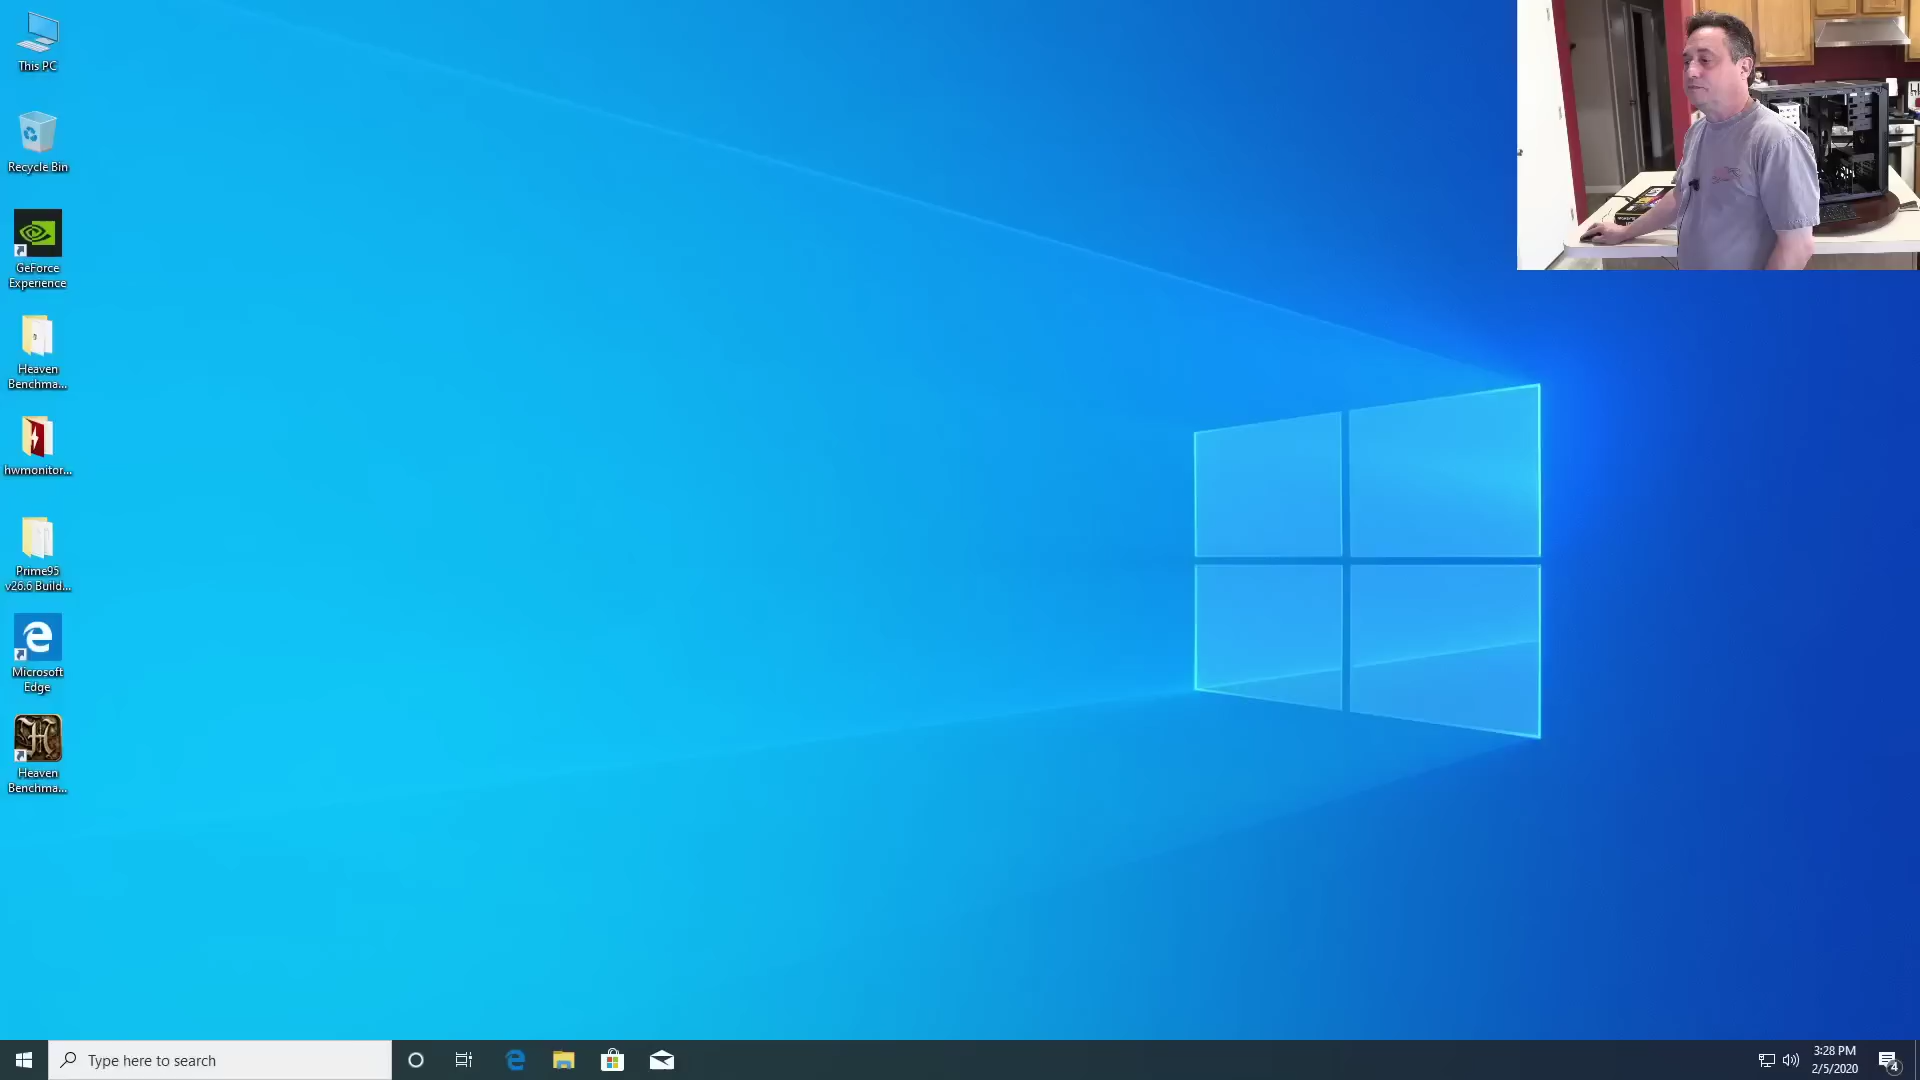 This PC
Recycle Bin
GeForce
Experience
Heaven
Benchma...
hwmonitor...
Prime95
v26.6 Build...
Microsoft
Edge
Heaven
Benchma...
Type here to search
3:28 PM
2/5/2020
4